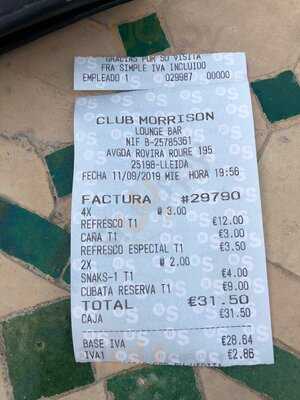 GRACIAS POR SU VISITA
FRA SIMPLE IVA INCLUIDO
EMPLEADO 1 029987 00000
CLUB MORRISON
LOUNGE BAR
NIF B-25785361
AVGDA ROVIRA ROURE 195
25198-LLEIDA
FECHA 11/09/2019 MIE HORA 19:56
FACTURA #29790
4X @ 3.00
REFRESCO T1 €12.00
CAÑA T1 €3.00
REFRESCO ESPECIAL T1 €3.50
2X @ 2.00
SNAKS-1 T1 €4.00
CUBATA RESERVA T1 €9.00
TOTAL €31.50
CAJA €31.50
BASE IVA €28.64
IVA1 €2.86